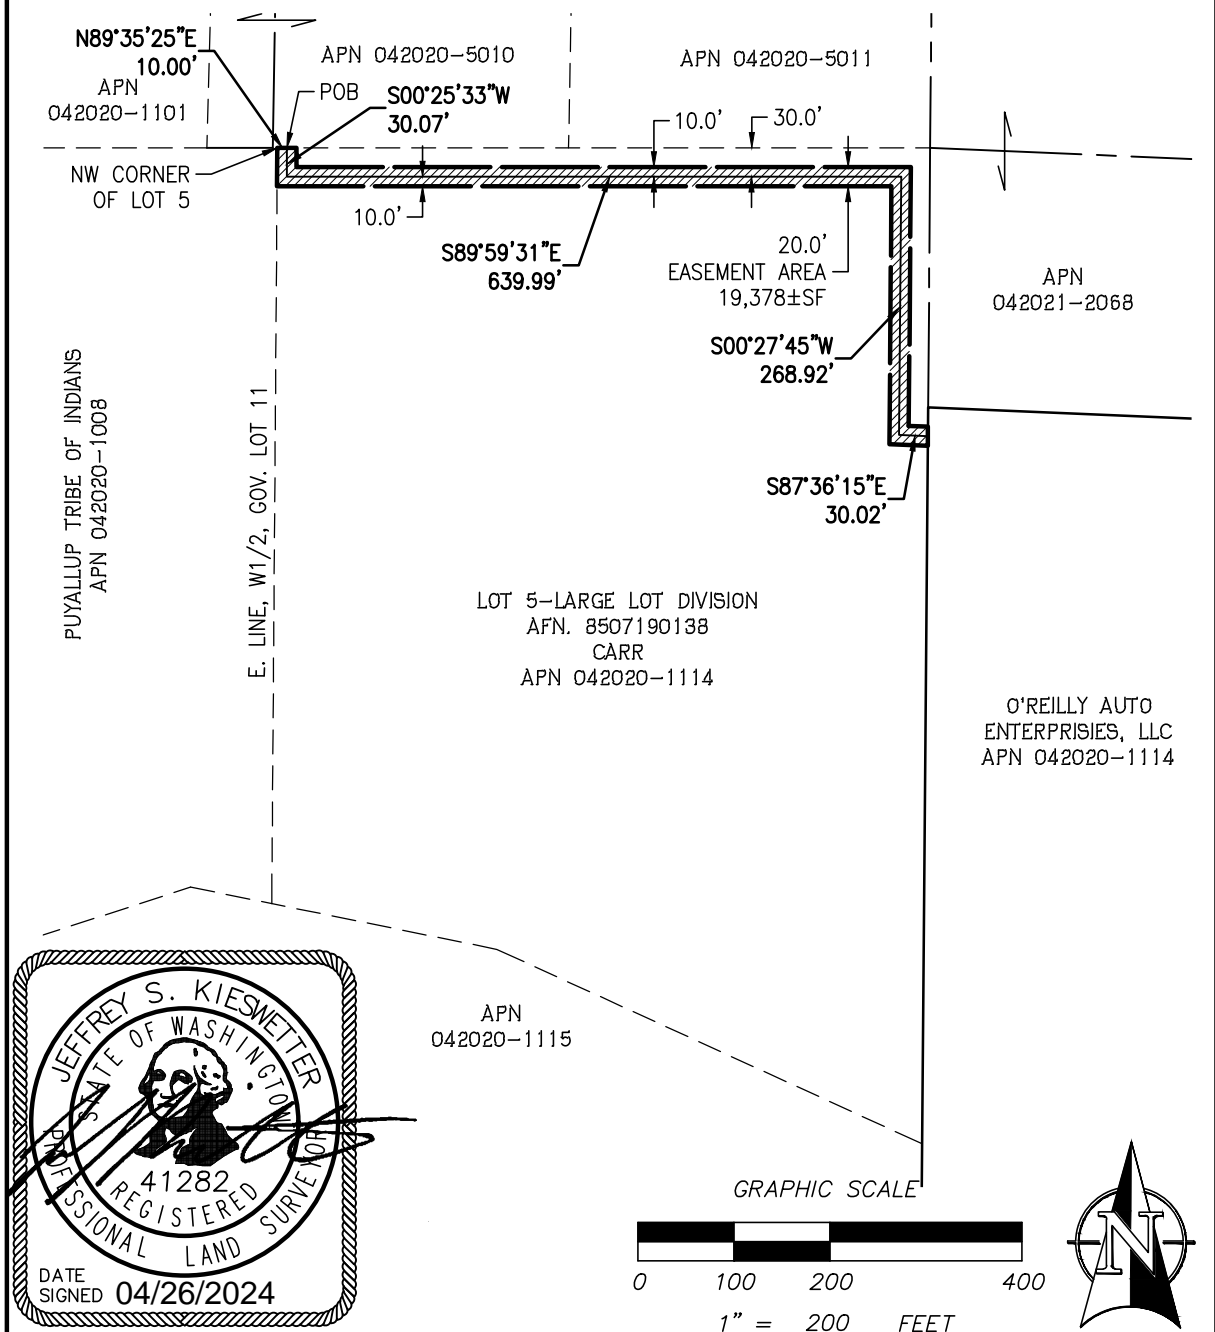 N89°35'25"E
10.00'
APN 042020-5010
APN 042020-5011
APN
042020-1101
POB
S00°25'33"W
30.07'
10.0'
30.0'
NW CORNER
OF LOT 5
10.0'
S89°59'31"E
639.99'
20.0'
EASEMENT AREA
19,378±SF
APN
042021-2068
S00°27'45"W
268.92'
PUYALLUP TRIBE OF INDIANS
APN 042020-1008
E. LINE, W1/2, GOV. LOT 11
S87°36'15"E
30.02'
LOT 5-LARGE LOT DIVISION
AFN. 8507190138
CARR
APN 042020-1114
O'REILLY AUTO
ENTERPRISIES, LLC
APN 042020-1114
APN
042020-1115
JEFFREY S. KIESWETTER
STATE OF WASHINGTON
41282
REGISTERED
PROFESSIONAL LAND SURVEYOR
DATE
SIGNED 04/26/2024
GRAPHIC SCALE
0 100 200 400
1" = 200 FEET
N